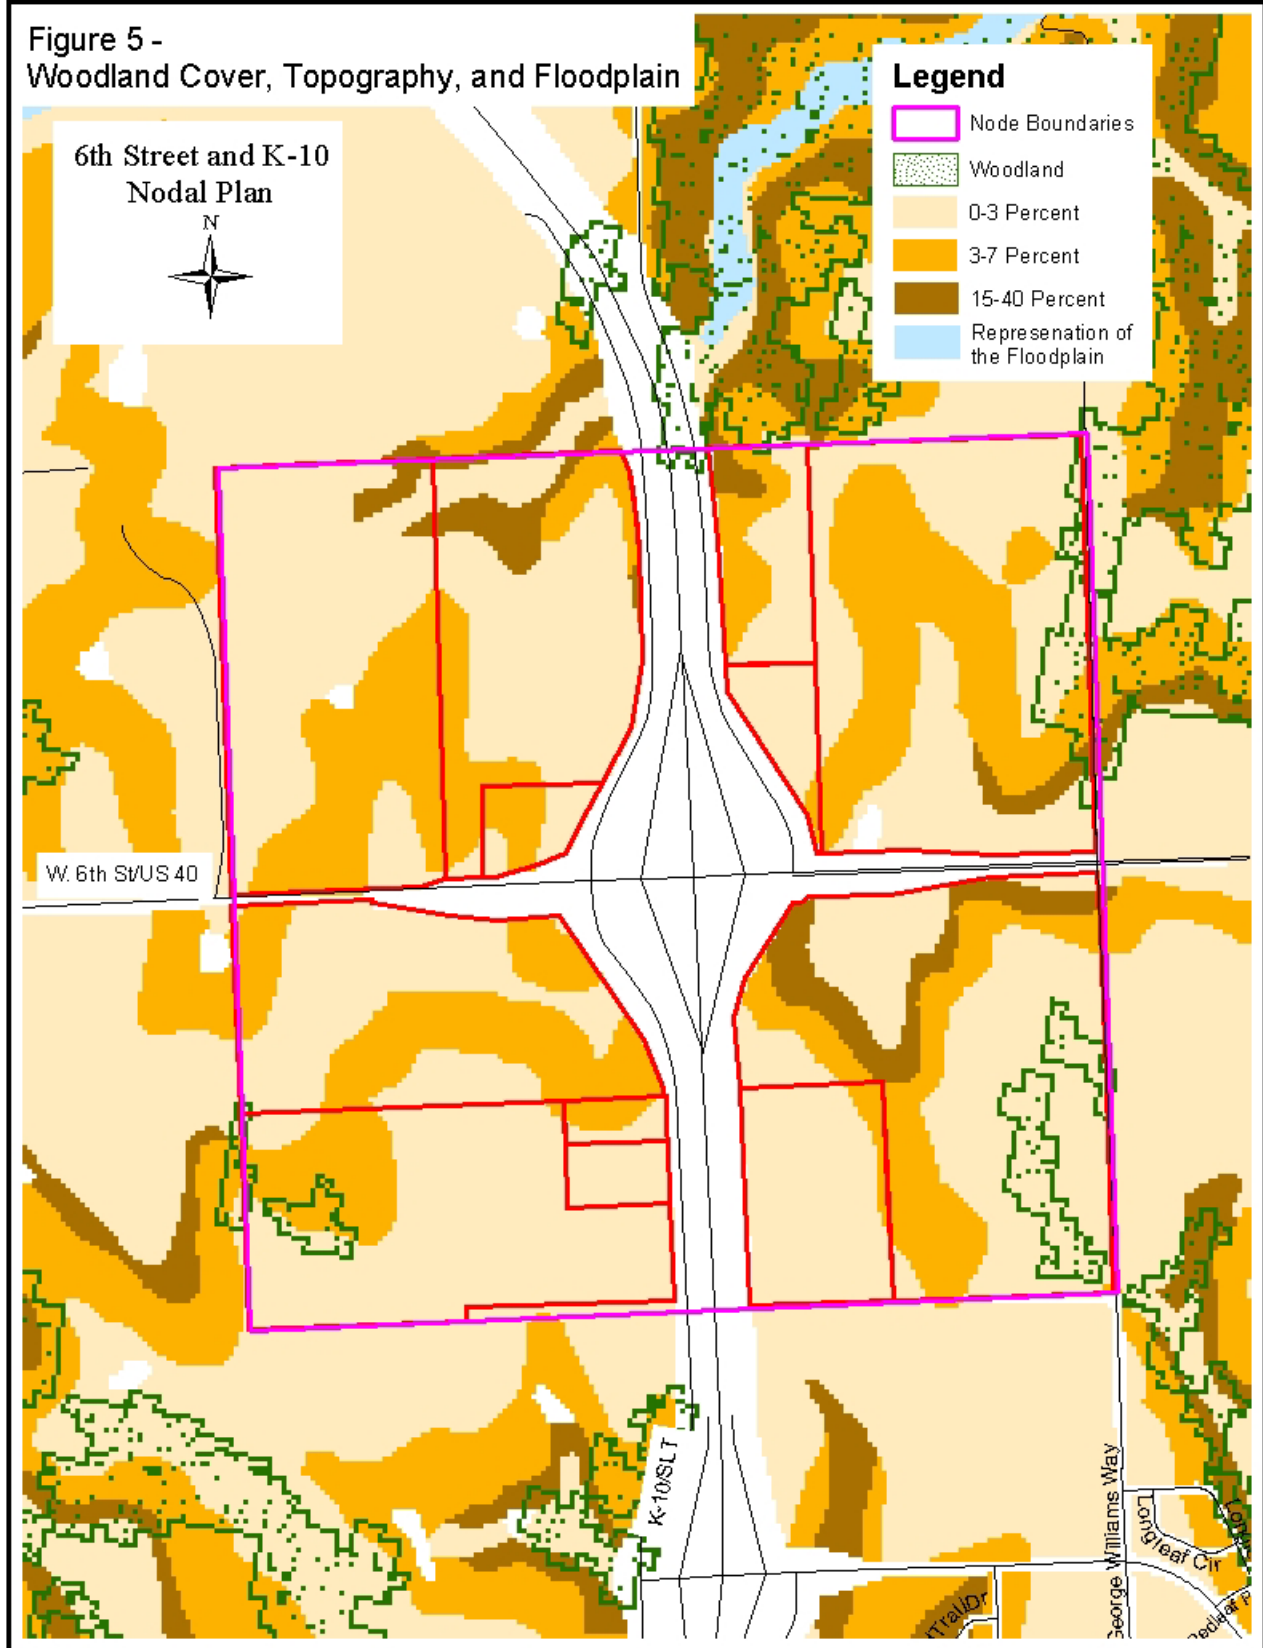 Figure 5 -
Woodland Cover, Topography, and Floodplain
6th Street and K-10
Nodal Plan
N
Legend
Node Boundaries
Woodland
0-3 Percent
3-7 Percent
15-40 Percent
Represenation of
the Floodplain
W. 6th St/US 40
K-10/SLT
George Williams Way
Longleaf Cir